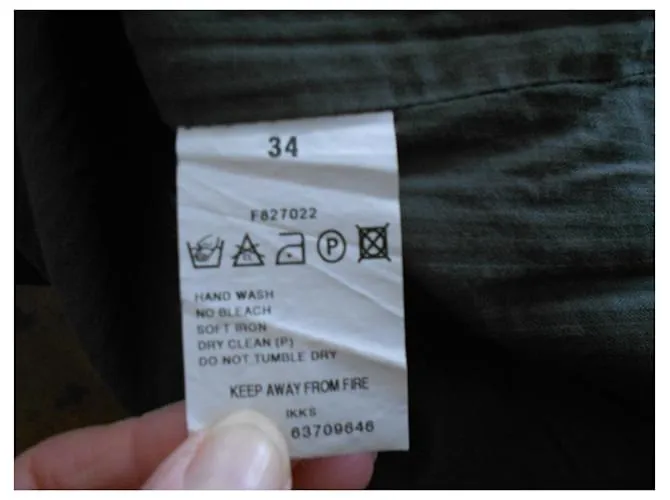 34
F827022
CL
P
HAND WASH
NO BLEACH
SOFT IRON
DRY CLEAN (P)
DO NOT TUMBLE DRY
KEEP AWAY FROM FIRE
IKKS
63709646